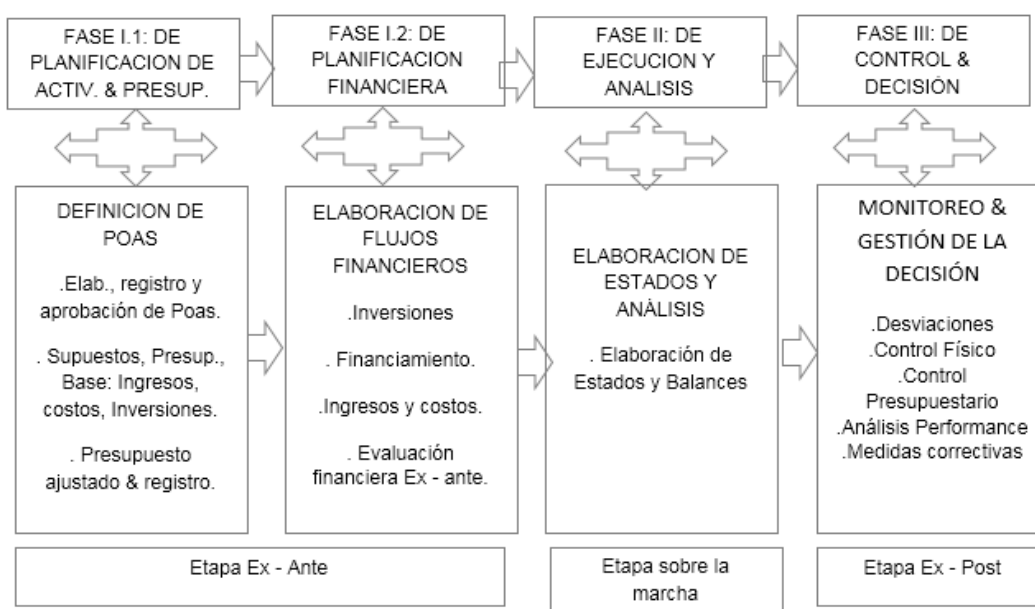 FASE I.1: DE
PLANIFICACION DE
ACTIV. & PRESUP.
FASE I.2: DE
PLANIFICACION
FINANCIERA
FASE II: DE
EJECUCION Y
ANALISIS
FASE III: DE
CONTROL &
DECISIÓN
DEFINICION DE
POAS
.Elab., registro y
aprobación de Poas.
. Supuestos, Presup.,
Base: Ingresos,
costos, Inversiones.
. Presupuesto
ajustado & registro.
ELABORACION DE
FLUJOS
FINANCIEROS
.Inversiones
. Financiamiento.
.Ingresos y costos.
. Evaluación
financiera Ex - ante.
ELABORACION DE
ESTADOS Y
ANÁLISIS
. Elaboración de
Estados y Balances
MONITOREO &
GESTIÓN DE LA
DECISIÓN
.Desviaciones
.Control Físico
.Control
Presupuestario
.Análisis Performance
.Medidas correctivas
Etapa Ex - Ante
Etapa sobre la
marcha
Etapa Ex - Post